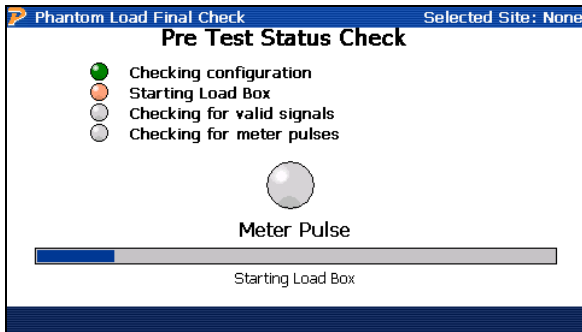 Phantom Load Final Check Selected Site: None
Pre Test Status Check
Checking configuration
Starting Load Box
Checking for valid signals
Checking for meter pulses
Meter Pulse
Starting Load Box